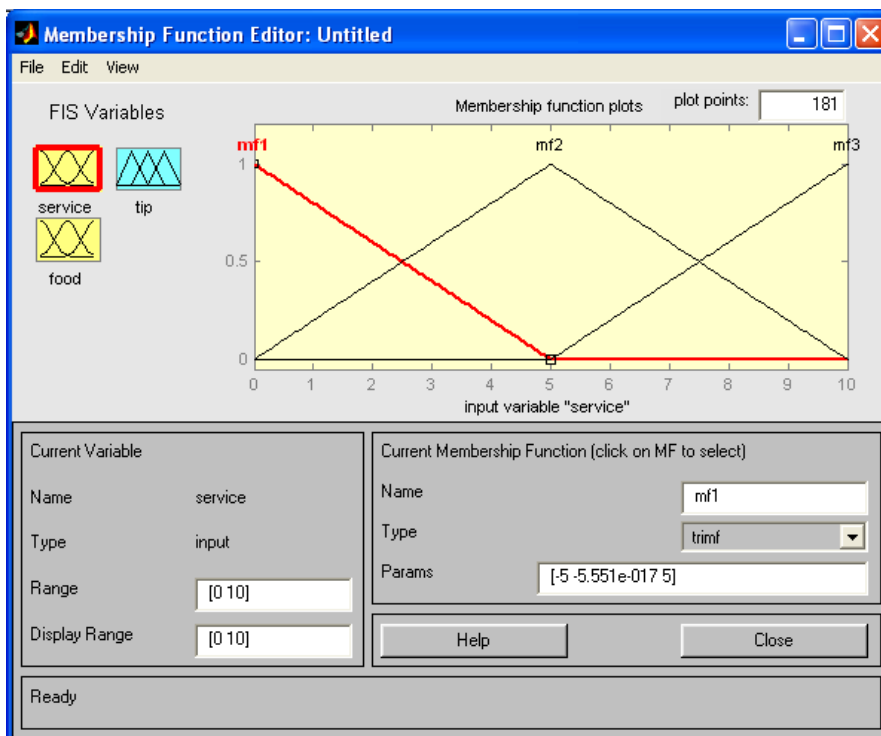 Membership Function Editor: Untitled
File Edit View
FIS Variables
Membership function plots plot points: 181
service tip
food
mf1 mf2 mf3
1
0.5
0
0 1 2 3 4 5 6 7 8 9 10
input variable "service"
Current Variable
Name service
Type input
Range [0 10]
Display Range [0 10]
Current Membership Function (click on MF to select)
Name mf1
Type trimf
Params [-5 -5.551e-017 5]
Help Close
Ready